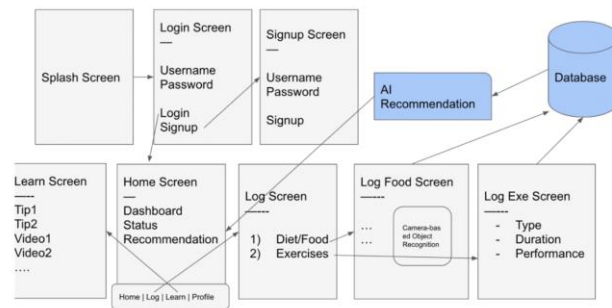 Splash Screen
Login Screen
—
Username
Password
Login
Signup
Signup Screen
—
Username
Password
Signup
AI
Recommendation
Database
Learn Screen
-----
Tip1
Tip2
Video1
Video2
....
Home Screen
—
Dashboard
Status
Recommendation
Log Screen
------
1) Diet/Food
2) Exercises
Log Food Screen
------
...
...
Camera-bas
ed Object
Recognition
Log Exe Screen
------
- Type
- Duration
- Performance
Home | Log | Learn | Profile